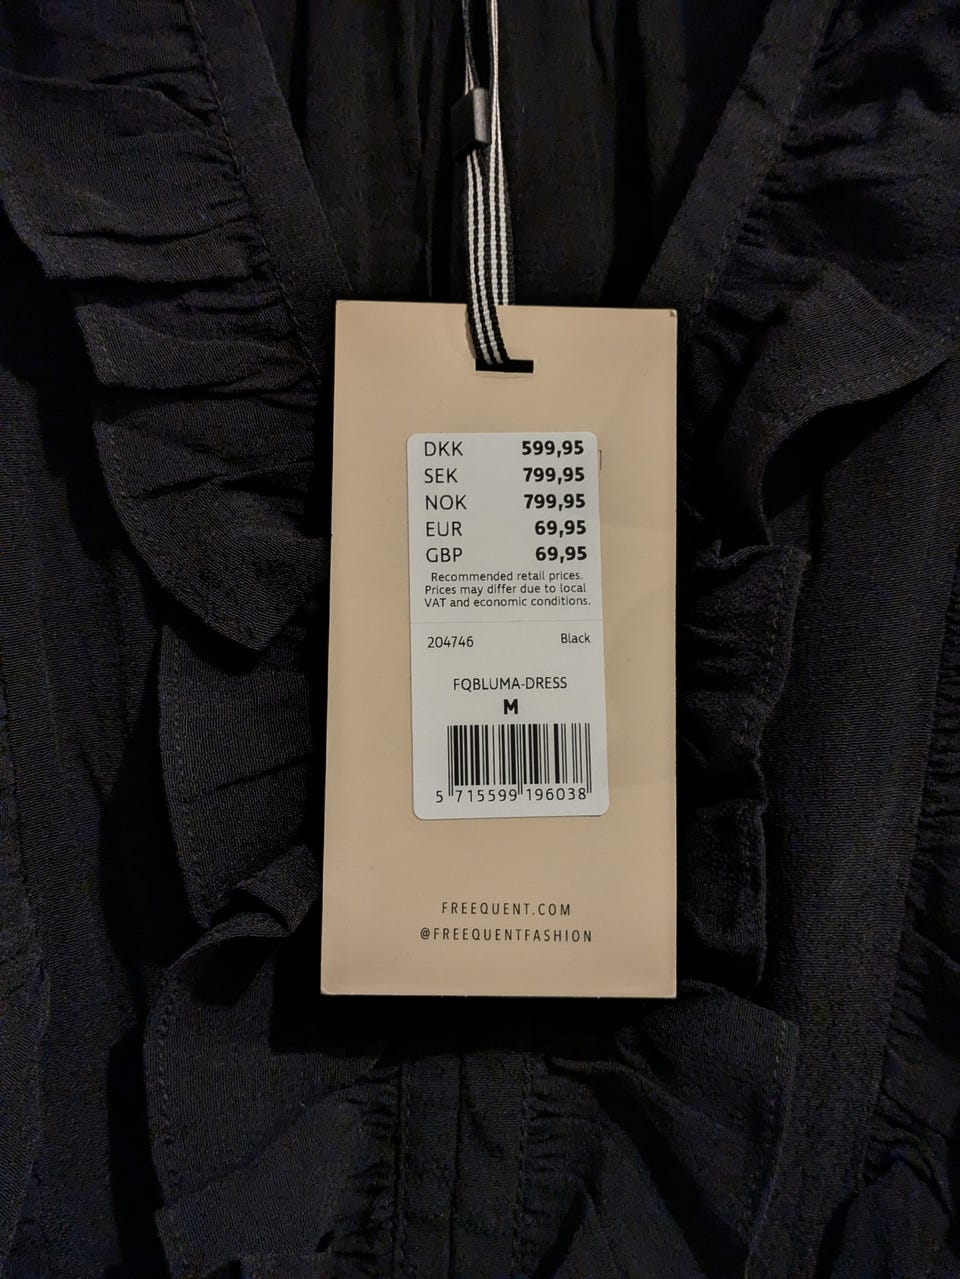 DKK 599,95
SEK 799,95
NOK 799,95
EUR 69,95
GBP 69,95
Recommended retail prices.
Prices may differ due to local
VAT and economic conditions.
204746 Black
FQBLUMA-DRESS
M
5 715599 196038
FREEQUENT.COM
@FREEQUENTFASHION